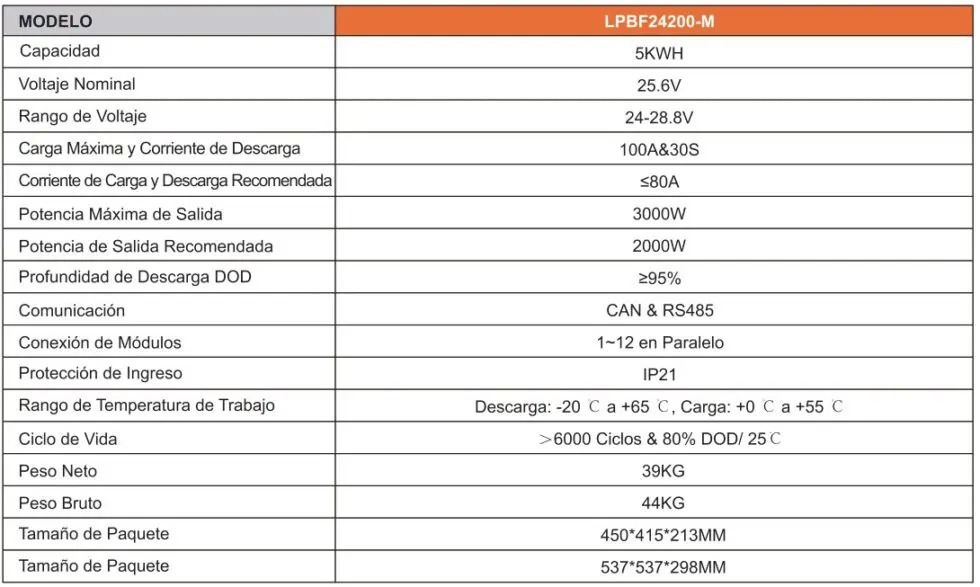 MODELO LPBF24200-M
Capacidad 5KWH
Voltaje Nominal 25.6V
Rango de Voltaje 24-28.8V
Carga Máxima y Corriente de Descarga 100A&30S
Corriente de Carga y Descarga Recomendada ≤80A
Potencia Máxima de Salida 3000W
Potencia de Salida Recomendada 2000W
Profundidad de Descarga DOD ≥95%
Comunicación CAN & RS485
Conexión de Módulos 1~12 en Paralelo
Protección de Ingreso IP21
Rango de Temperatura de Trabajo Descarga: -20 ℃ a +65 ℃, Carga: +0 ℃ a +55 ℃
Ciclo de Vida >6000 Ciclos & 80% DOD/ 25℃
Peso Neto 39KG
Peso Bruto 44KG
Tamaño de Paquete 450*415*213MM
Tamaño de Paquete 537*537*298MM